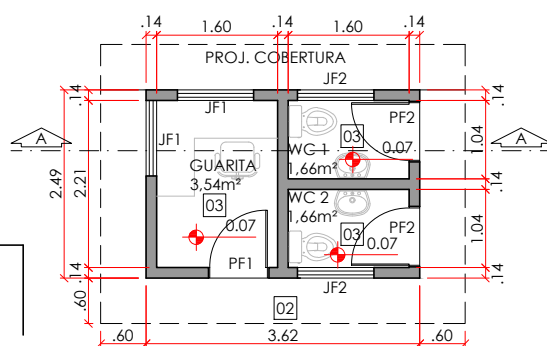 .14 1.60 .14 1.60 .14
PROJ. COBERTURA
JF2
.14 JF1 .14
PF2
A JF1 03 1.04 A
WC 1 0.07
GUARITA 1,66m²
3,54m²
2.49 2.21 .14
WC 2
03 1,66m²
PF2
0.07 03 0.07 1.04
PF1
.14 JF2 .14
.60 02
.60 3.62 .60